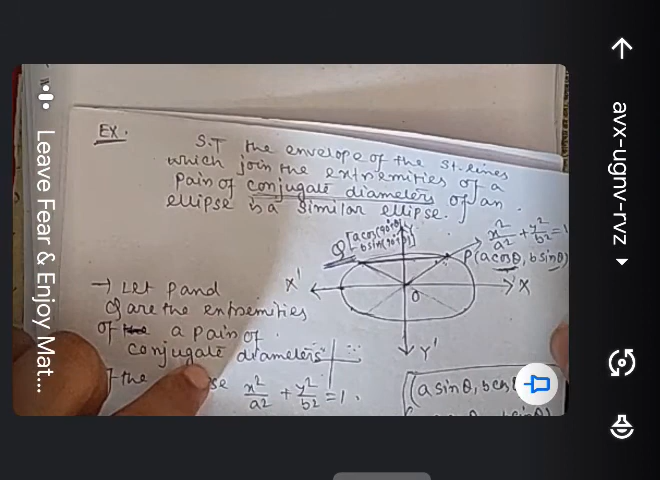 EX.
S.T the envelope of the st-lines
which join the extremities of a
pair of conjugate diameters of an
ellipse is a similar ellipse.
Q [acos(90°+θ),
bsin(90°+θ)]
x²/a² + y²/b² = 1
P(acosθ, bsinθ)
X'
O
X
Y'
→ Let P and
Q are the extremities
of a pair of
conjugate diameters
of the
x²/a² + y²/b² = 1.
avx-ugnv-rvz
Leave Fear & Enjoy Mat...